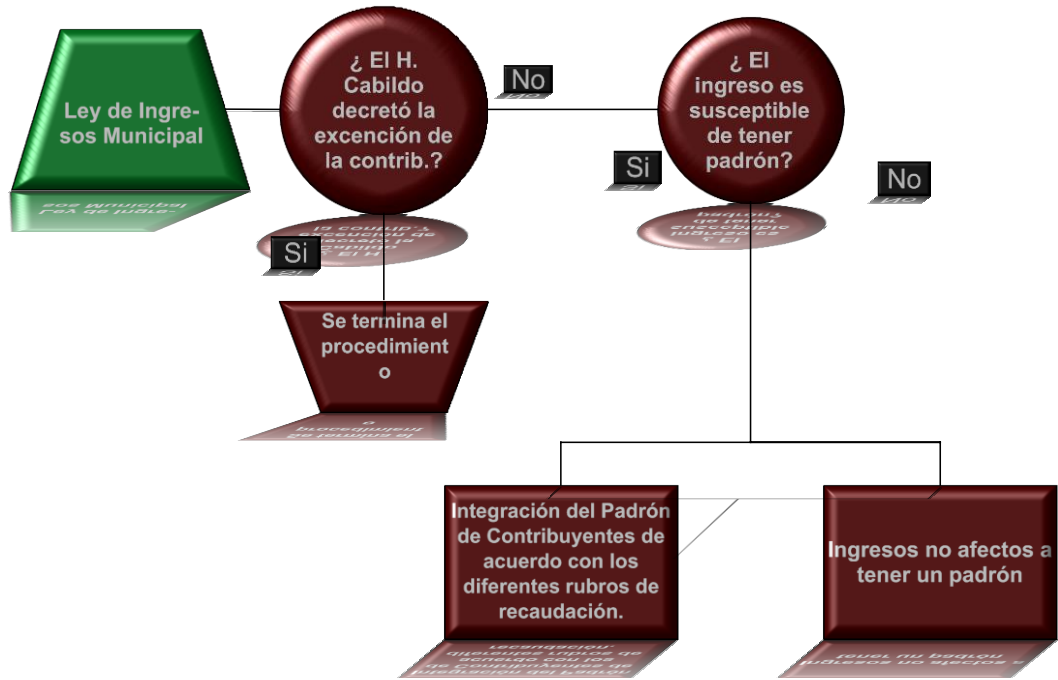 Ley de Ingre-
sos Municipal
¿ El H.
Cabildo
decretó la
excención de
la contrib.?
No
¿ El
ingreso es
susceptible
de tener
padrón?
Si
No
Si
Se termina el
procedimient
o
Integración del Padrón
de Contribuyentes de
acuerdo con los
diferentes rubros de
recaudación.
Ingresos no afectos a
tener un padrón